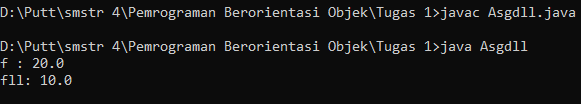 D:\Putt\smstr 4\Pemrograman Berorientasi Objek\Tugas 1>javac Asgdll.java
D:\Putt\smstr 4\Pemrograman Berorientasi Objek\Tugas 1>java Asgdll
f : 20.0
fll: 10.0